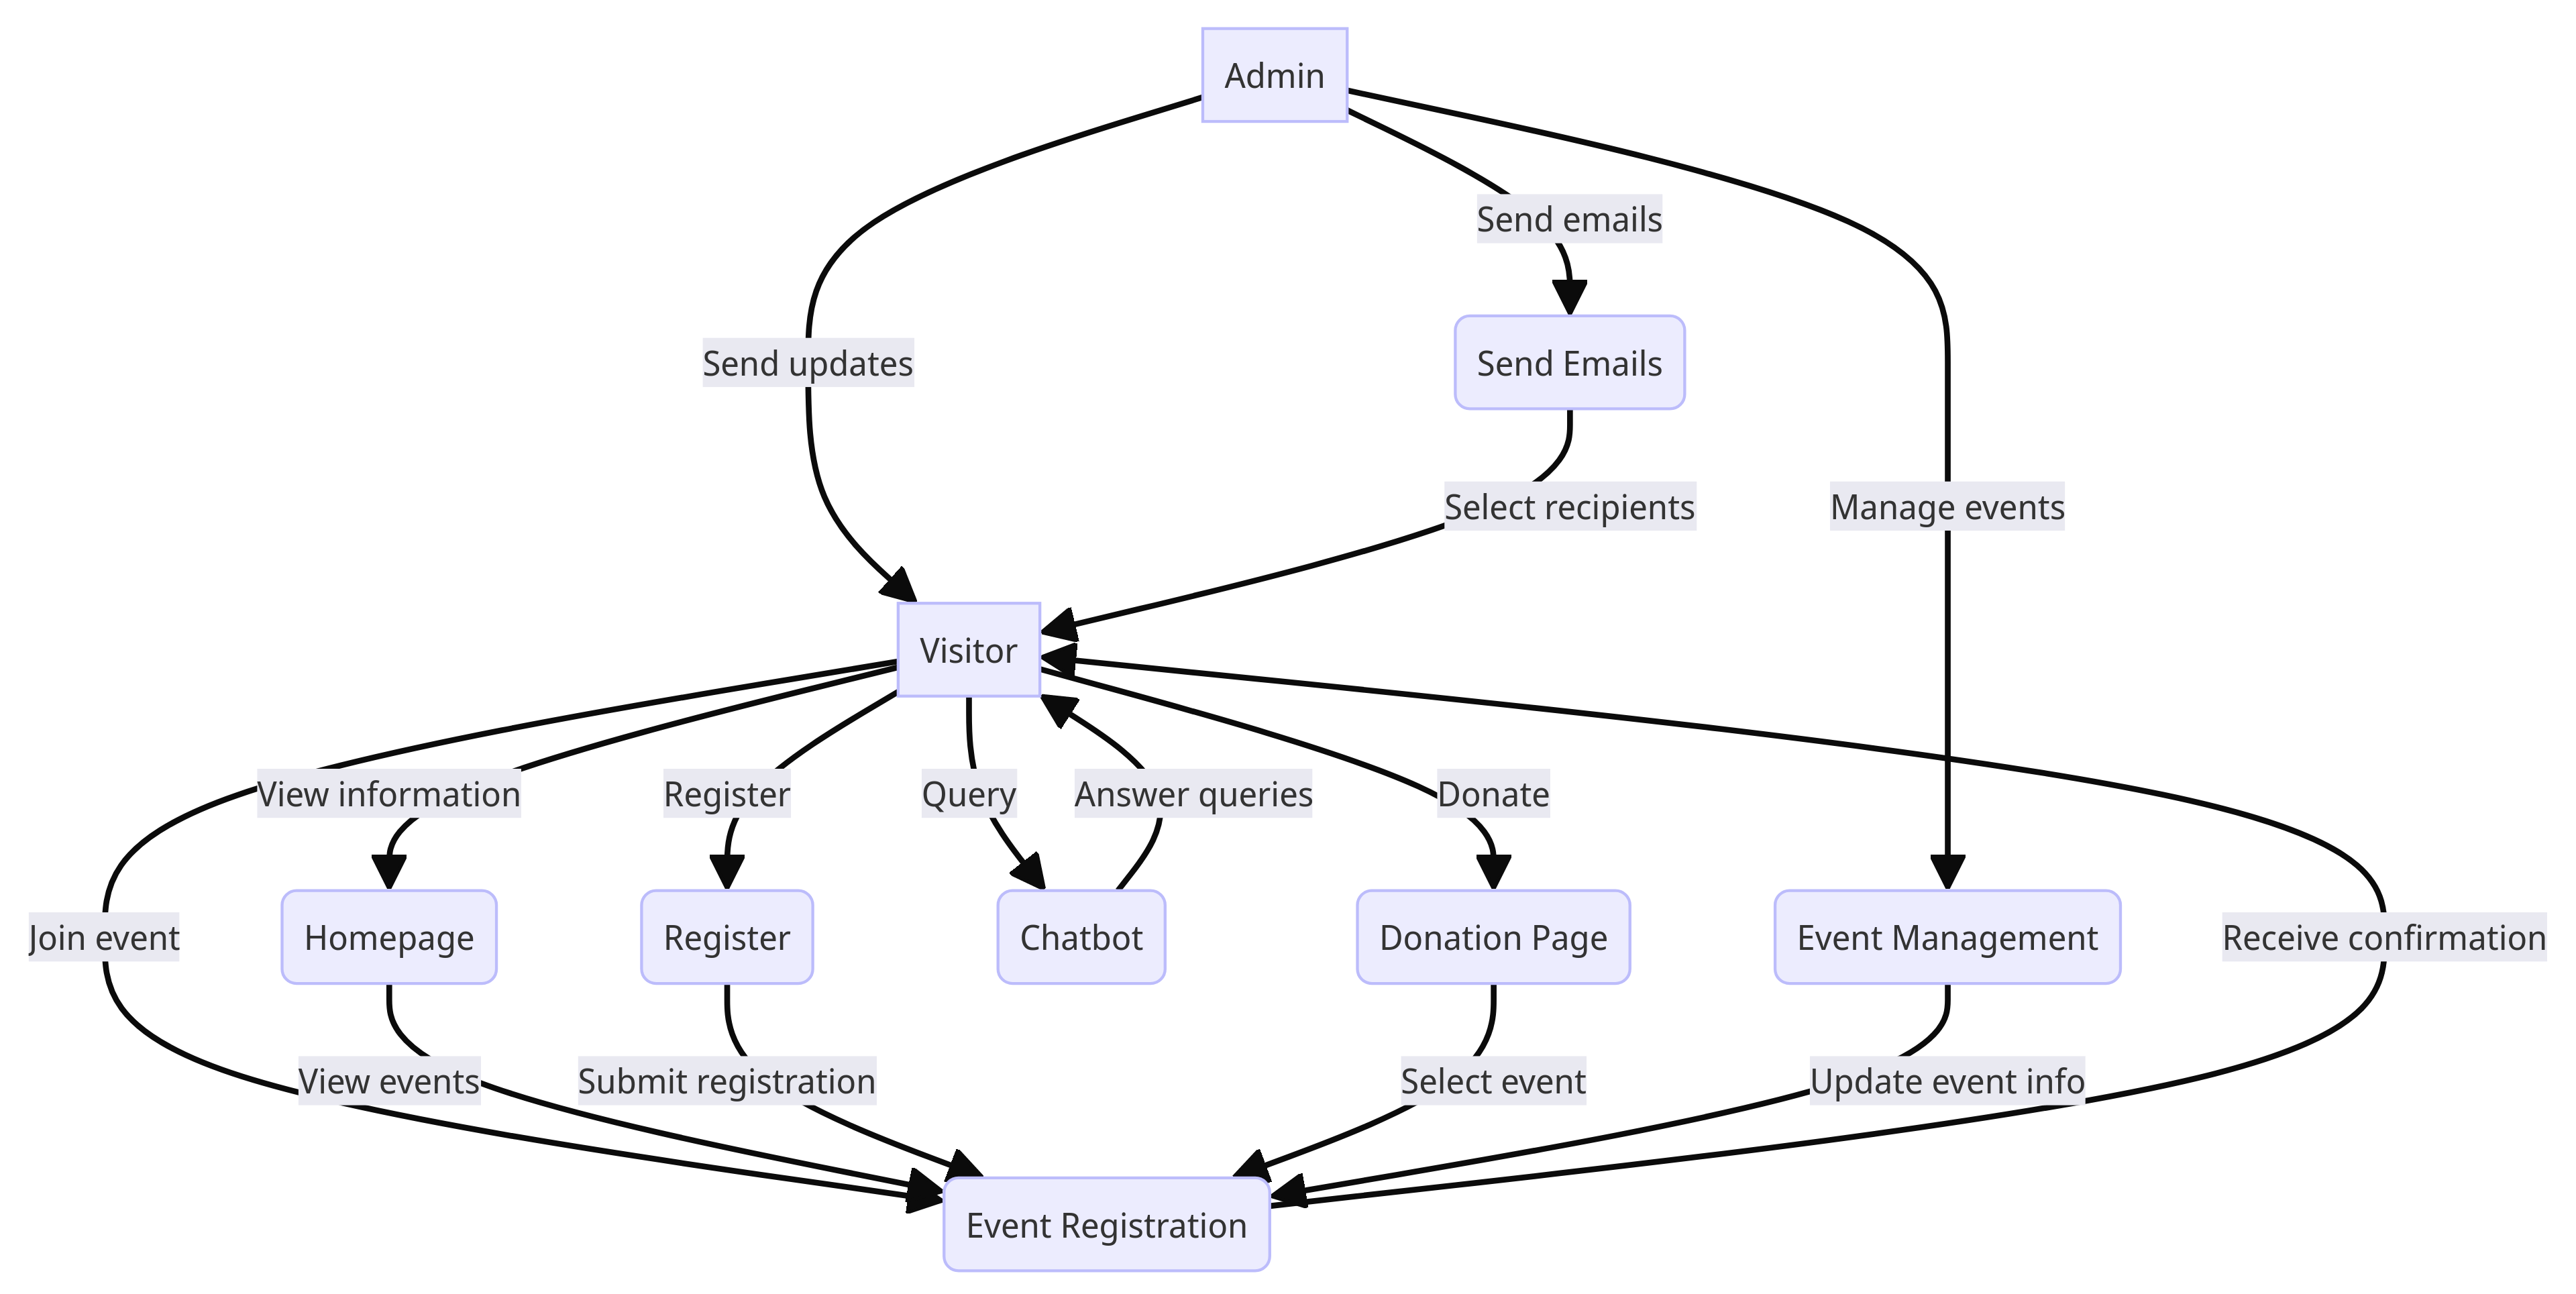 Admin
Send emails
Send Emails
Send updates
Select recipients
Manage events
Visitor
View information
Register
Query
Answer queries
Donate
Join event
Homepage
Register
Chatbot
Donation Page
Event Management
Receive confirmation
View events
Submit registration
Select event
Update event info
Event Registration